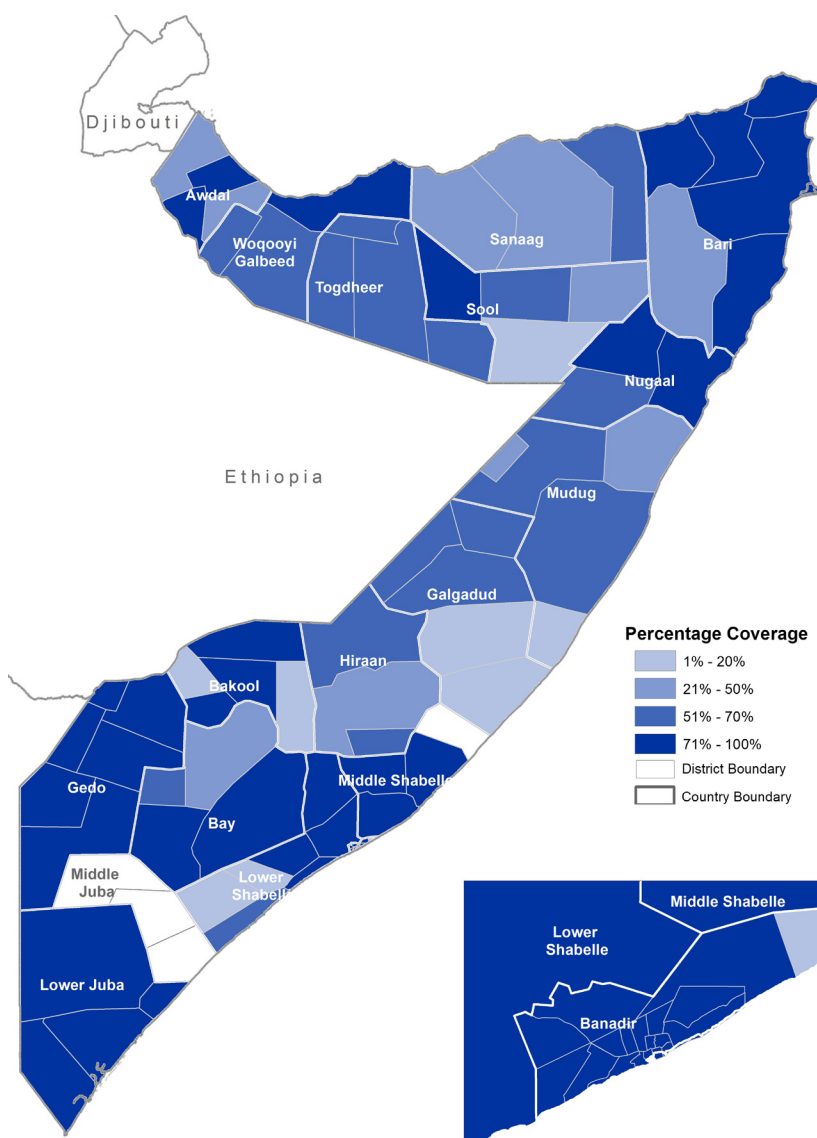 Djibouti
Awdal
Woqooyi
Galbeed
Togdheer
Sanaag
Sool
Bari
Nugaal
Ethiopia
Mudug
Galgadud
Hiraan
Bakool
Gedo
Bay
Middle Shabelle
Middle
Juba
Lower
Shabelle
Lower Juba
Percentage Coverage
1% - 20%
21% - 50%
51% - 70%
71% - 100%
District Boundary
Country Boundary
Middle Shabelle
Lower
Shabelle
Banadir